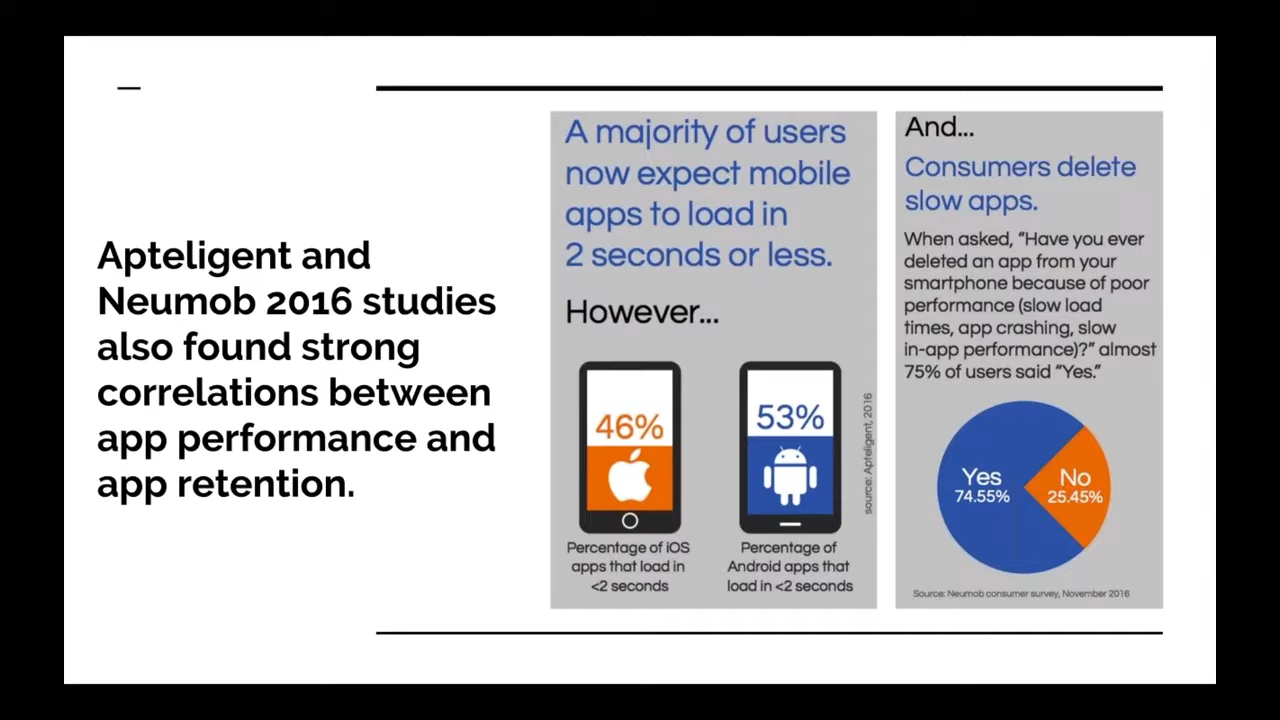 Apteligent and
Neumob 2016 studies
also found strong
correlations between
app performance and
app retention.
A majority of users
now expect mobile
apps to load in
2 seconds or less.
However...
46%
53%
Percentage of iOS
apps that load in
<2 seconds
Percentage of
Android apps that
load in <2 seconds
source: Apteligent, 2016
And...
Consumers delete
slow apps.
When asked, “Have you ever
deleted an app from your
smartphone because of poor
performance (slow load
times, app crashing, slow
in-app performance)?” almost
75% of users said “Yes.”
Yes
74.55%
No
25.45%
Source: Neumob consumer survey, November 2016